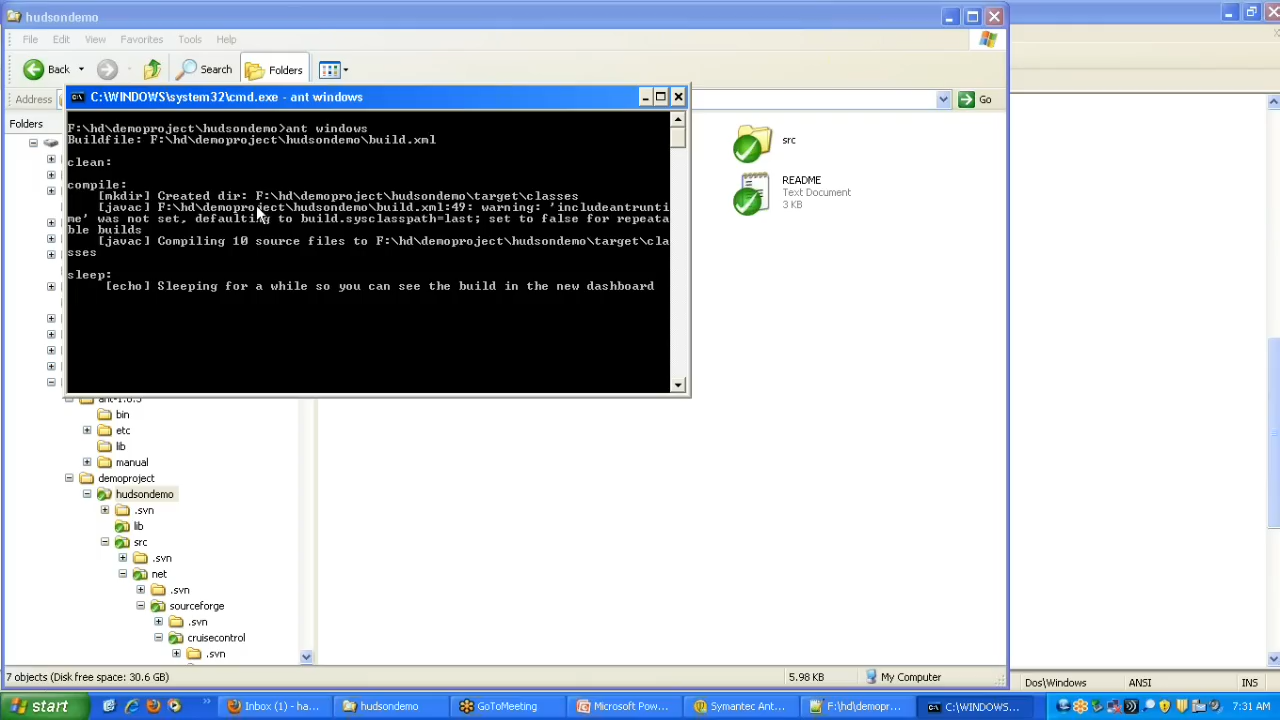 hudsondemo
File Edit View Favorites Tools Help
Back Search Folders
Address Go
Folders
C:\WINDOWS\system32\cmd.exe - ant windows
F:\hd\demoproject\hudsondemo>ant windows
Buildfile: F:\hd\demoproject\hudsondemo\build.xml
clean:
compile:
[mkdir] Created dir: F:\hd\demoproject\hudsondemo\target\classes
[javac] F:\hd\demoproject\hudsondemo\build.xml:49: warning: 'includeantrunti
me' was not set, defaulting to build.sysclasspath=last; set to false for repeata
ble builds
[javac] Compiling 10 source files to F:\hd\demoproject\hudsondemo\target\cla
sses
sleep:
[echo] Sleeping for a while so you can see the build in the new dashboard
src
README
Text Document
3 KB
bin
etc
lib
manual
demoproject
hudsondemo
.svn
lib
src
.svn
net
.svn
sourceforge
.svn
cruisecontrol
.svn
7 objects (Disk free space: 30.6 GB) 5.98 KB My Computer
Dos\Windows ANSI INS
start Inbox (1) - ha... hudsondemo GoToMeeting Microsoft Pow... Symantec Ant... F:\hd\demopr... C:\WINDOWS... 7:31 AM